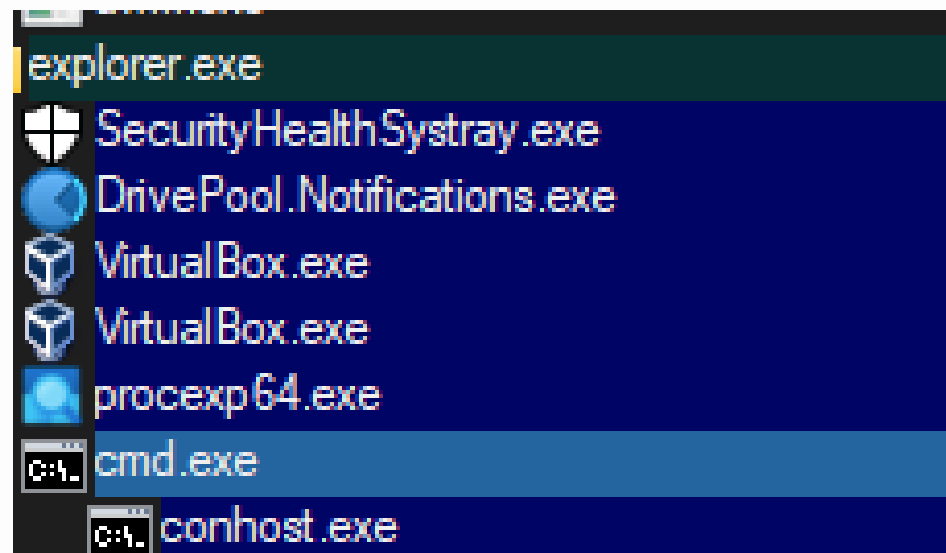 explorer.exe
SecurityHealthSystray.exe
DrivePool.Notifications.exe
VirtualBox.exe
VirtualBox.exe
procexp64.exe
cmd.exe
conhost.exe